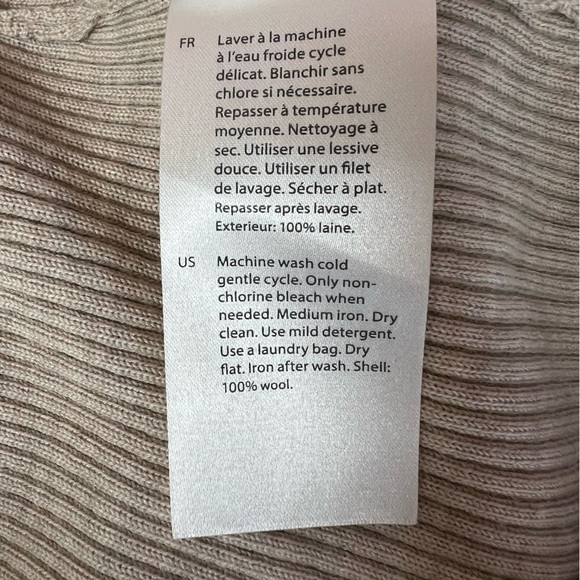 FR Laver à la machine
à l'eau froide cycle
délicat. Blanchir sans
chlore si nécessaire.
Repasser à température
moyenne. Nettoyage à
sec. Utiliser une lessive
douce. Utiliser un filet
de lavage. Sécher à plat.
Repasser après lavage.
Exterieur: 100% laine.
US Machine wash cold
gentle cycle. Only non-
chlorine bleach when
needed. Medium iron. Dry
clean. Use mild detergent.
Use a laundry bag. Dry
flat. Iron after wash. Shell:
100% wool.